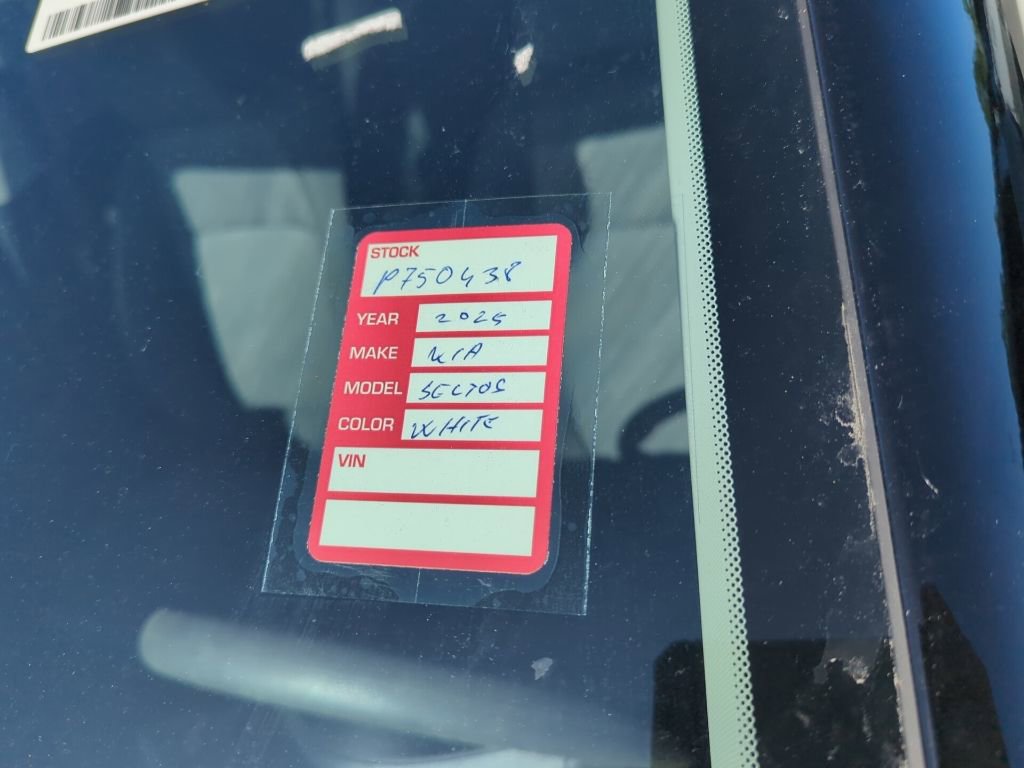 STOCK
P750438
YEAR 2025
MAKE KIA
MODEL SELTOS
COLOR WHITE
VIN